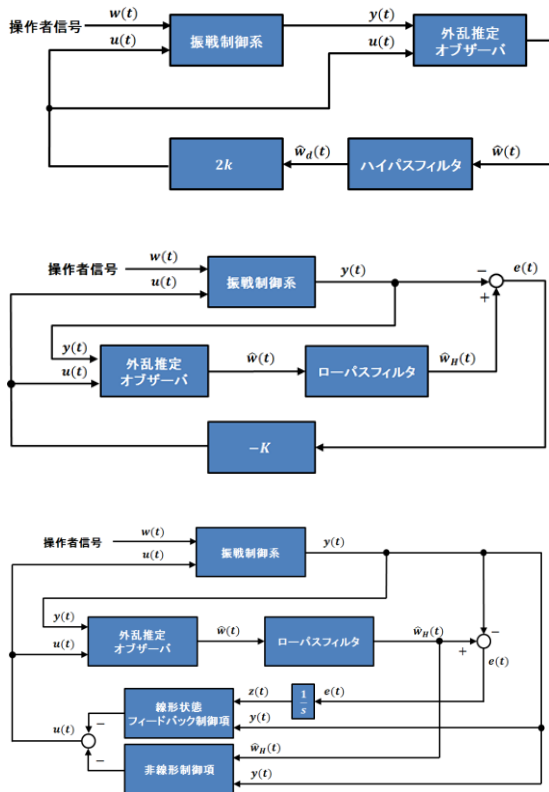 w(t)
操作者信号
u(t)
振戦制御系
y(t)
u(t)
外乱推定
オブザーバ
2k
ŵ_d(t)
ハイパスフィルタ
ŵ(t)
操作者信号
w(t)
u(t)
振戦制御系
y(t)
−
+
e(t)
y(t)
u(t)
外乱推定
オブザーバ
ŵ(t)
ローパスフィルタ
ŵ_H(t)
−K
操作者信号
w(t)
u(t)
振戦制御系
y(t)
y(t)
u(t)
外乱推定
オブザーバ
ŵ(t)
ローパスフィルタ
ŵ_H(t)
+
−
e(t)
線形状態
フィードバック制御項
z(t)
1/s
e(t)
y(t)
u(t)
−
−
非線形制御項
ŵ_H(t)
y(t)